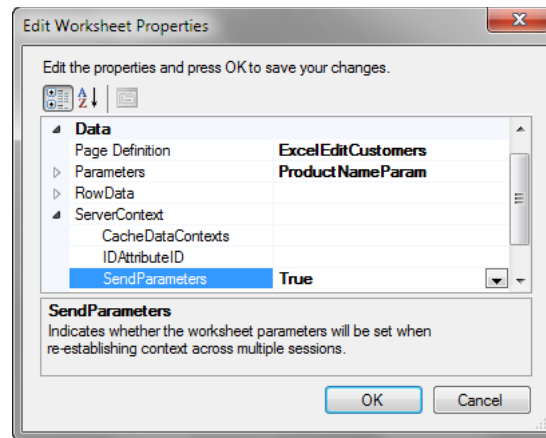 Edit Worksheet Properties
Edit the properties and press OK to save your changes.
Data
Page Definition ExcelEditCustomers
Parameters ProductNameParam
RowData
ServerContext
CacheDataContexts
IDAttributeID
SendParameters True
SendParameters
Indicates whether the worksheet parameters will be set when
re-establishing context across multiple sessions.
OK Cancel